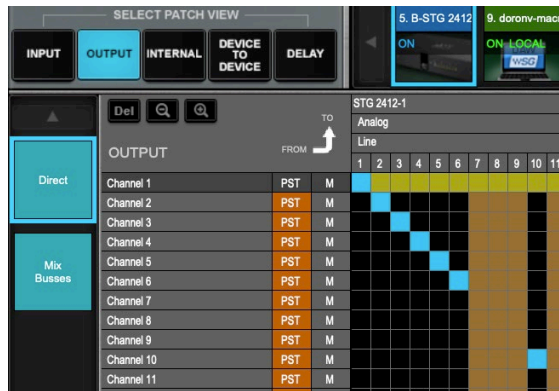 SELECT PATCH VIEW
INPUT
OUTPUT
INTERNAL
DEVICE
TO
DEVICE
DELAY
5. B-STG 2412
ON
9. doronv-mac
ON LOCAL
WSG
Del
TO
FROM
OUTPUT
STG 2412-1
Analog
Line
1 2 3 4 5 6 7 8 9 10 11
Direct
Mix
Busses
Channel 1 PST M
Channel 2 PST M
Channel 3 PST M
Channel 4 PST M
Channel 5 PST M
Channel 6 PST M
Channel 7 PST M
Channel 8 PST M
Channel 9 PST M
Channel 10 PST M
Channel 11 PST M